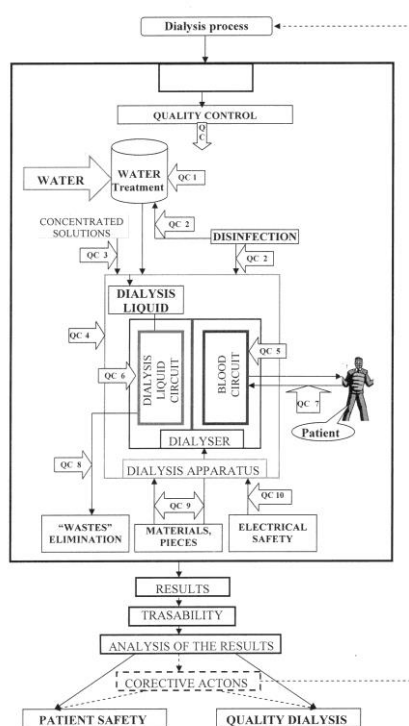 Dialysis process
QUALITY CONTROL
QC
WATER
WATER
Treatment
QC 1
CONCENTRATED
SOLUTIONS
QC 2
DISINFECTION
QC 3
QC 2
DIALYSIS
LIQUID
QC 4
QC 5
QC 6
DIALYSIS
LIQUID
CIRCUIT
BLOOD
CIRCUIT
QC 7
Patient
DIALYSER
QC 8
DIALYSIS APPARATUS
QC 9
QC 10
"WASTES"
ELIMINATION
MATERIALS,
PIECES
ELECTRICAL
SAFETY
RESULTS
TRASABILITY
ANALYSIS OF THE RESULTS
CORECTIVE ACTONS
PATIENT SAFETY
QUALITY DIALYSIS